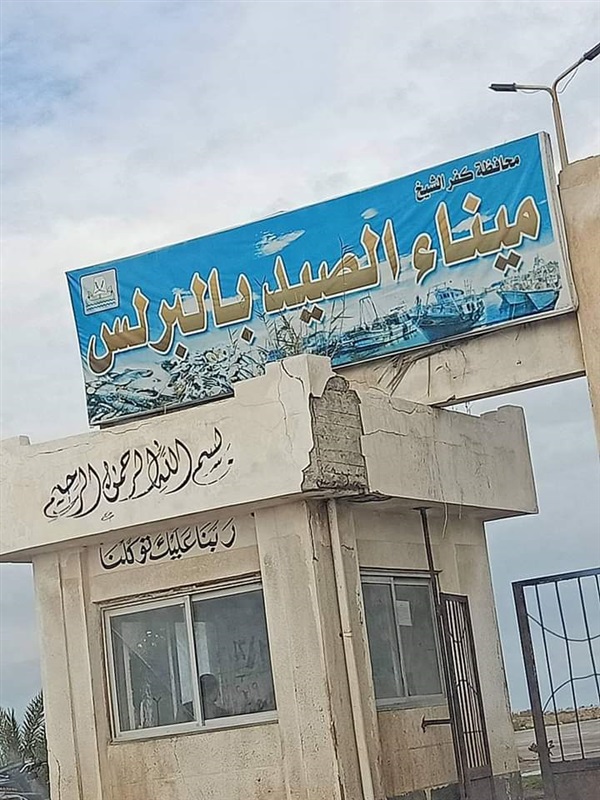 محافظة كفر الشيخ
ميناء الصيد بالبرلس
بسم الله الرحمن الرحيم
ربنا عليك توكلنا